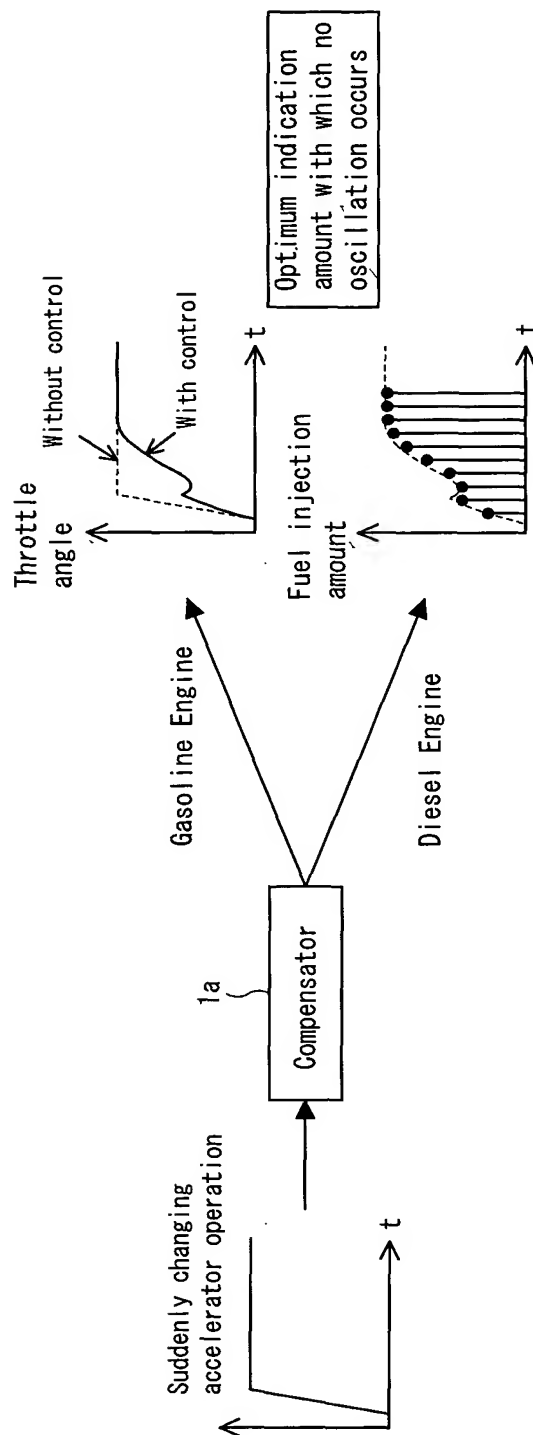 Suddenly changing
accelerator operation
t
1a
Compensator
Gasoline Engine
Diesel Engine
Throttle
angle
Without control
With control
t
Fuel injection
amount
t
Optimum indication
amount with which no
oscillation occurs